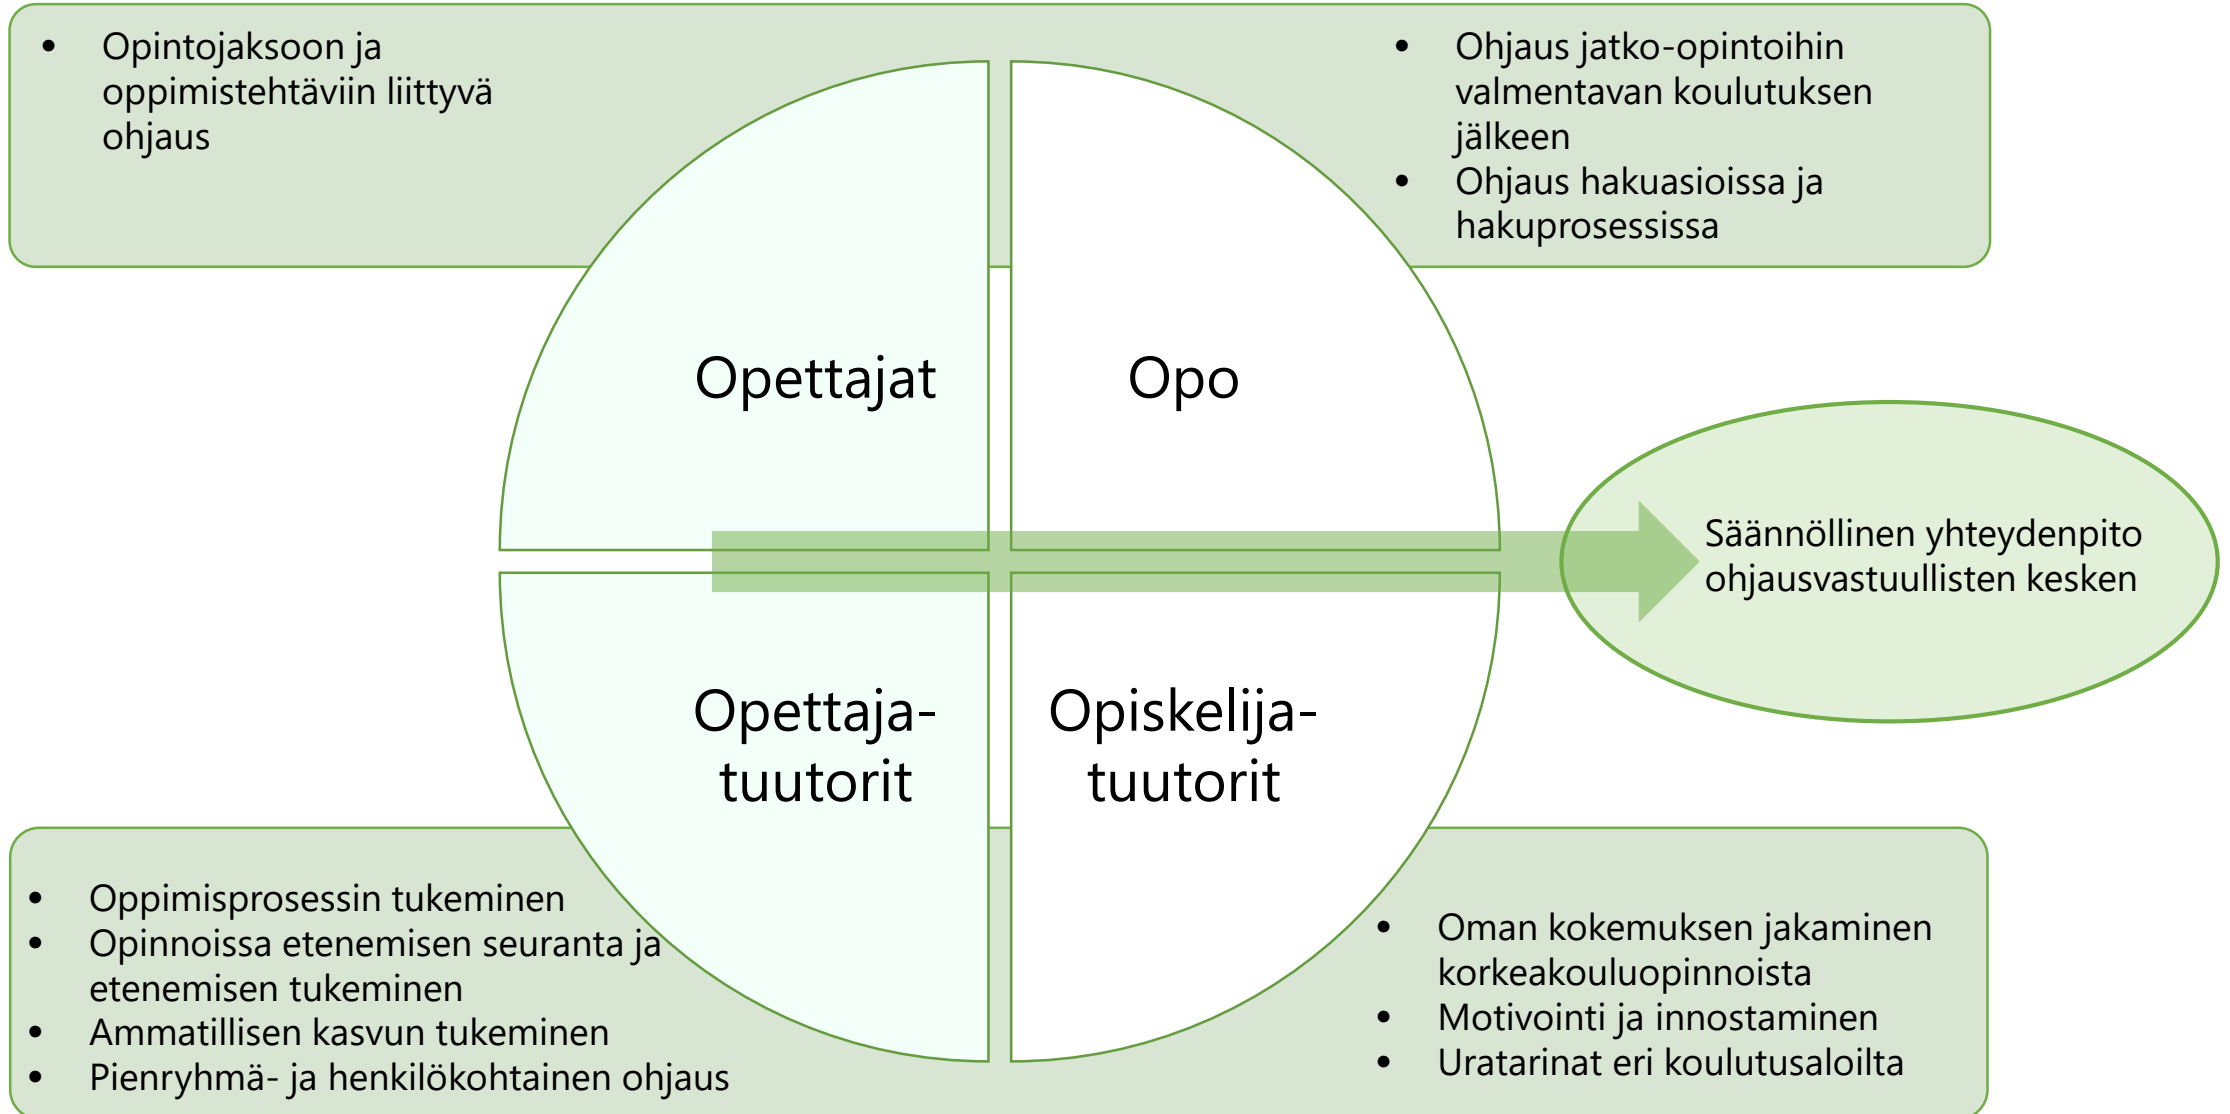 • Opintojaksoon ja
oppimistehtäviin liittyvä
ohjaus
• Ohjaus jatko-opintoihin
valmentavan koulutuksen
jälkeen
• Ohjaus hakuasioissa ja
hakuprosessissa
Opettajat
Opo
Säännöllinen yhteydenpito
ohjausvastuullisten kesken
Opettaja-
tuutorit
Opiskelija-
tuutorit
• Oppimisprosessin tukeminen
• Opinnoissa etenemisen seuranta ja
etenemisen tukeminen
• Ammatillisen kasvun tukeminen
• Pienryhmä- ja henkilökohtainen ohjaus
• Oman kokemuksen jakaminen
korkeakouluopinnoista
• Motivointi ja innostaminen
• Uratarinat eri koulutusaloilta